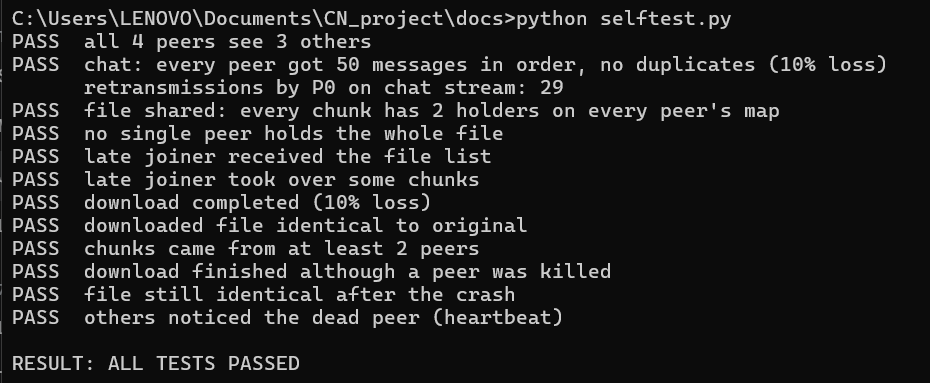 C:\Users\LENOVO\Documents\CN_project\docs>python selftest.py
PASS  all 4 peers see 3 others
PASS  chat: every peer got 50 messages in order, no duplicates (10% loss)
      retransmissions by P0 on chat stream: 29
PASS  file shared: every chunk has 2 holders on every peer's map
PASS  no single peer holds the whole file
PASS  late joiner received the file list
PASS  late joiner took over some chunks
PASS  download completed (10% loss)
PASS  downloaded file identical to original
PASS  chunks came from at least 2 peers
PASS  download finished although a peer was killed
PASS  file still identical after the crash
PASS  others noticed the dead peer (heartbeat)
RESULT: ALL TESTS PASSED